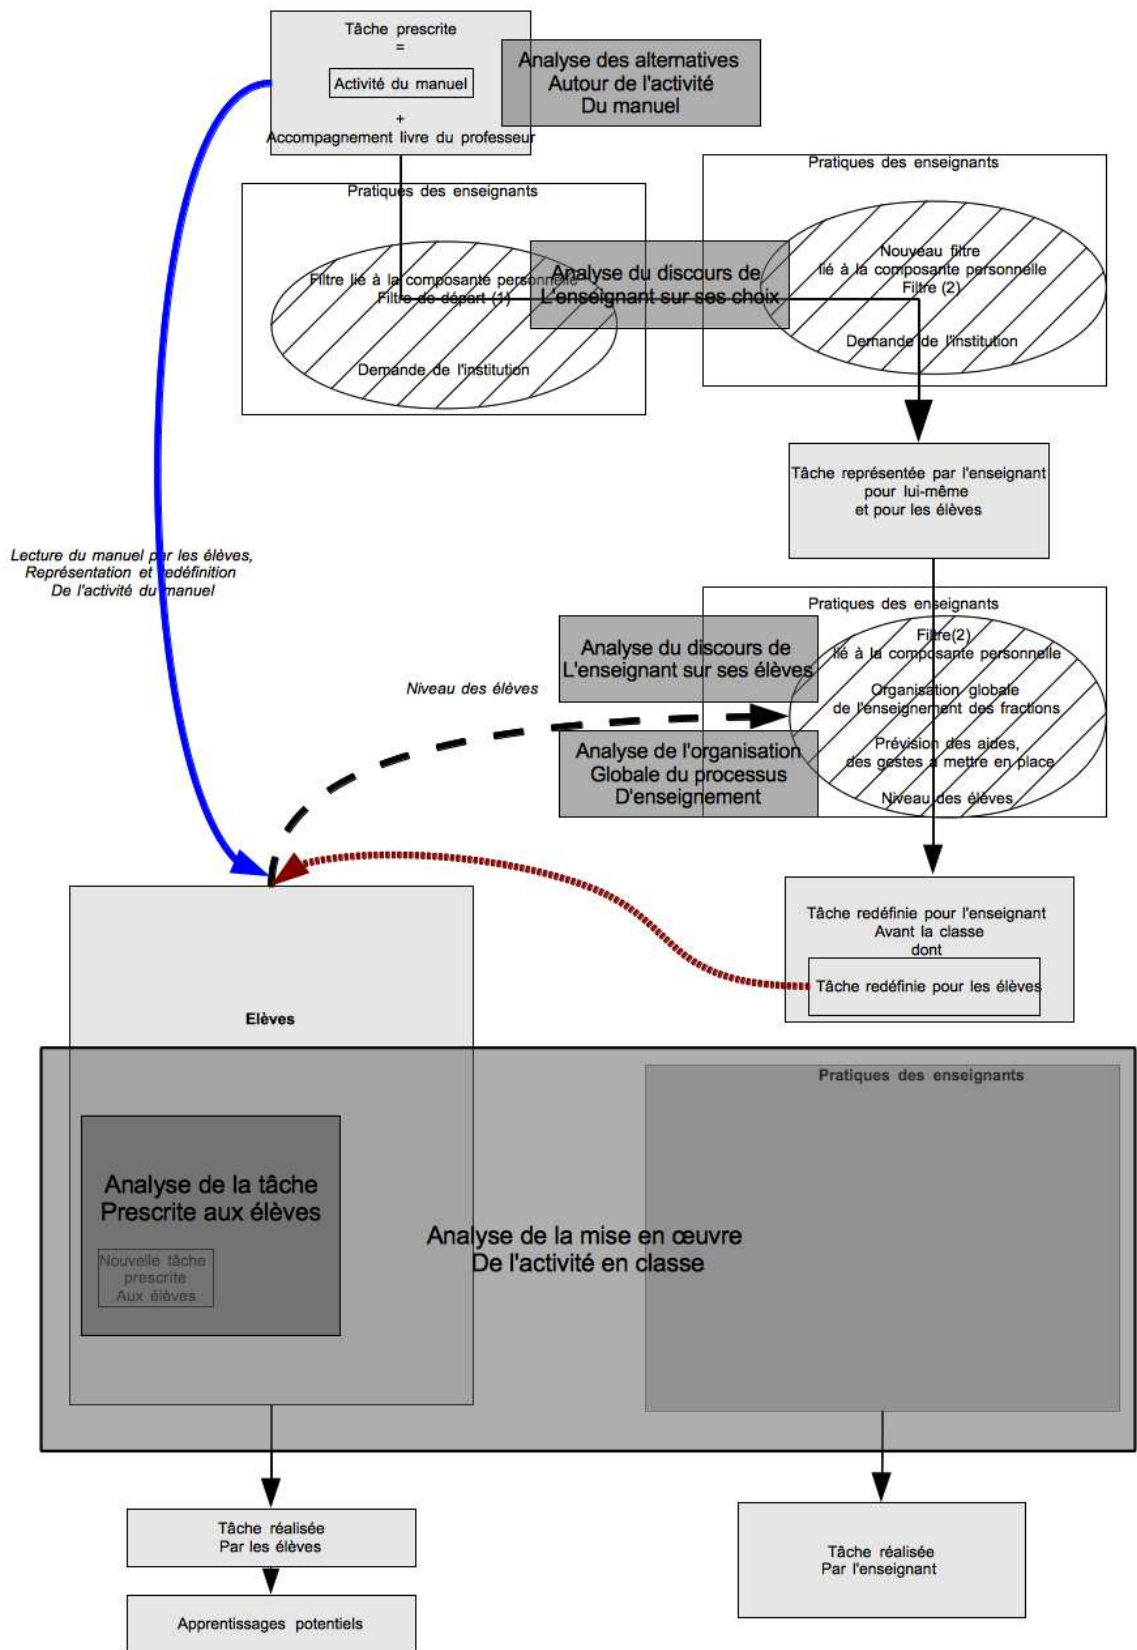 Tâche prescrite
=
Activité du manuel
+
Accompagnement livre du professeur
Analyse des alternatives
Autour de l'activité
Du manuel
Pratiques des enseignants
Filtre lié à la composante personnelle
Filtre de départ (1)
Demande de l'institution
Analyse du discours de
L'enseignant sur ses choix
Pratiques des enseignants
Nouveau filtre
lié à la composante personnelle
Filtre (2)
Demande de l'institution
Tâche représentée par l'enseignant
pour lui-même
et pour les élèves
Lecture du manuel par les élèves,
Représentation et redéfinition
De l'activité du manuel
Pratiques des enseignants
Filtre(2)
lié à la composante personnelle
Organisation globale
de l'enseignement des fractions
Prévision des aides,
des gestes à mettre en place
Niveau des élèves
Analyse du discours de
L'enseignant sur ses élèves
Niveau des élèves
Analyse de l'organisation
Globale du processus
D'enseignement
Tâche redéfinie pour l'enseignant
Avant la classe
dont
Tâche redéfinie pour les élèves
Elèves
Pratiques des enseignants
Analyse de la tâche
Prescrite aux élèves
Nouvelle tâche
prescrite
Aux élèves
Analyse de la mise en œuvre
De l'activité en classe
Tâche réalisée
Par les élèves
Apprentissages potentiels
Tâche réalisée
Par l'enseignant